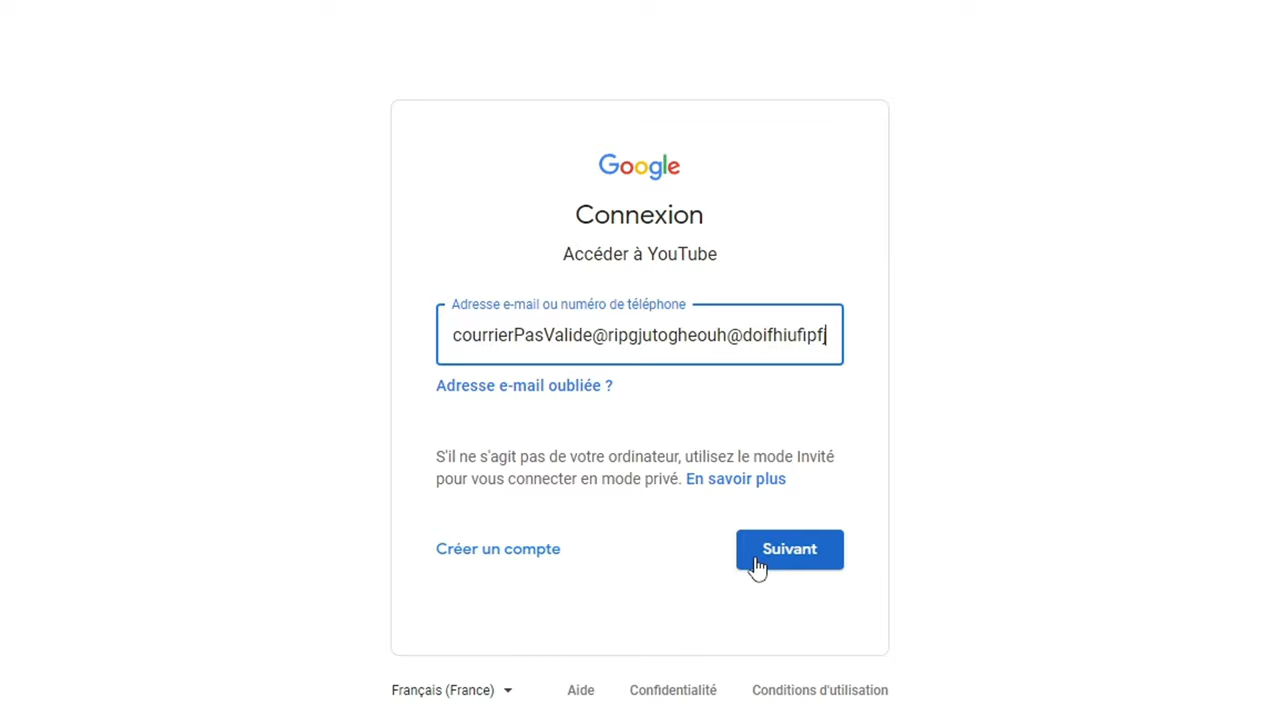 Google
Connexion
Accéder à YouTube
Adresse e-mail ou numéro de téléphone
courrierPasValide@ripgjutogheouh@doifhiufipfj
Adresse e-mail oubliée ?
S'il ne s'agit pas de votre ordinateur, utilisez le mode Invité
pour vous connecter en mode privé. En savoir plus
Créer un compte
Suivant
Français (France)
Aide
Confidentialité
Conditions d'utilisation